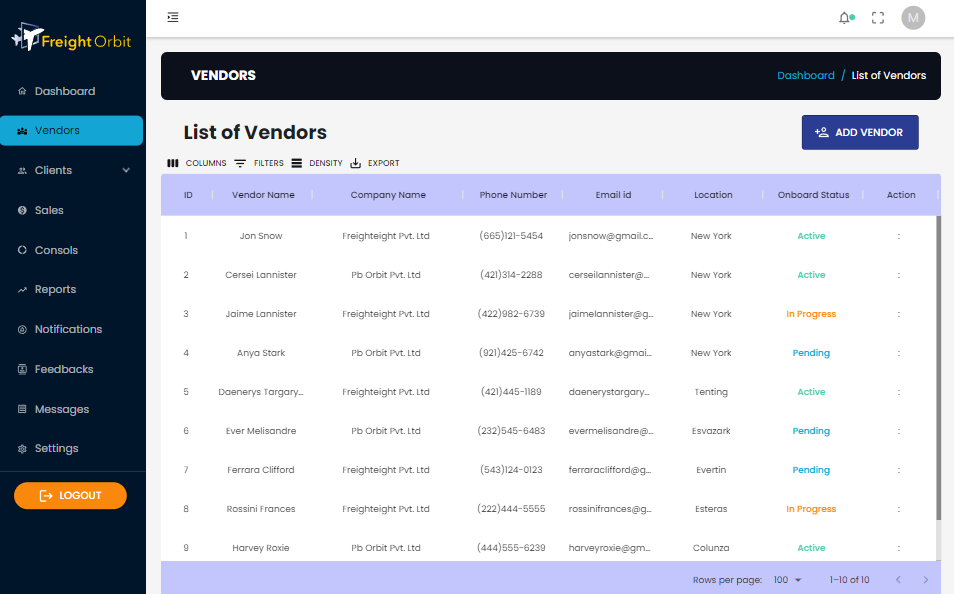 FreightOrbit
Dashboard
Vendors
Clients
Sales
Consols
Reports
Notifications
Feedbacks
Messages
Settings
LOGOUT
M
VENDORS
Dashboard / List of Vendors
List of Vendors
ADD VENDOR
COLUMNS FILTERS DENSITY EXPORT
ID Vendor Name Company Name Phone Number Email id Location Onboard Status Action
1 Jon Snow Freighteight Pvt. Ltd (665)121-5454 jonsnow@gmail.c... New York Active :
2 Cersei Lannister Pb Orbit Pvt. Ltd (421)314-2288 cerseilannister@... New York Active :
3 Jaime Lannister Freighteight Pvt. Ltd (422)982-6739 jaimelannister@g... New York In Progress :
4 Anya Stark Pb Orbit Pvt. Ltd (921)425-6742 anyastark@gmai... New York Pending :
5 Daenerys Targary... Freighteight Pvt. Ltd (421)445-1189 daenerystargary... Tenting Active :
6 Ever Melisandre Pb Orbit Pvt. Ltd (232)545-6483 evermelisandre@... Esvazark Pending :
7 Ferrara Clifford Freighteight Pvt. Ltd (543)124-0123 ferraraclifford@g... Evertin Pending :
8 Rossini Frances Freighteight Pvt. Ltd (222)444-5555 rossinifrances@g... Esteras In Progress :
9 Harvey Roxie Pb Orbit Pvt. Ltd (444)555-6239 harveyroxie@gm... Colunza Active :
Rows per page: 100 1–10 of 10